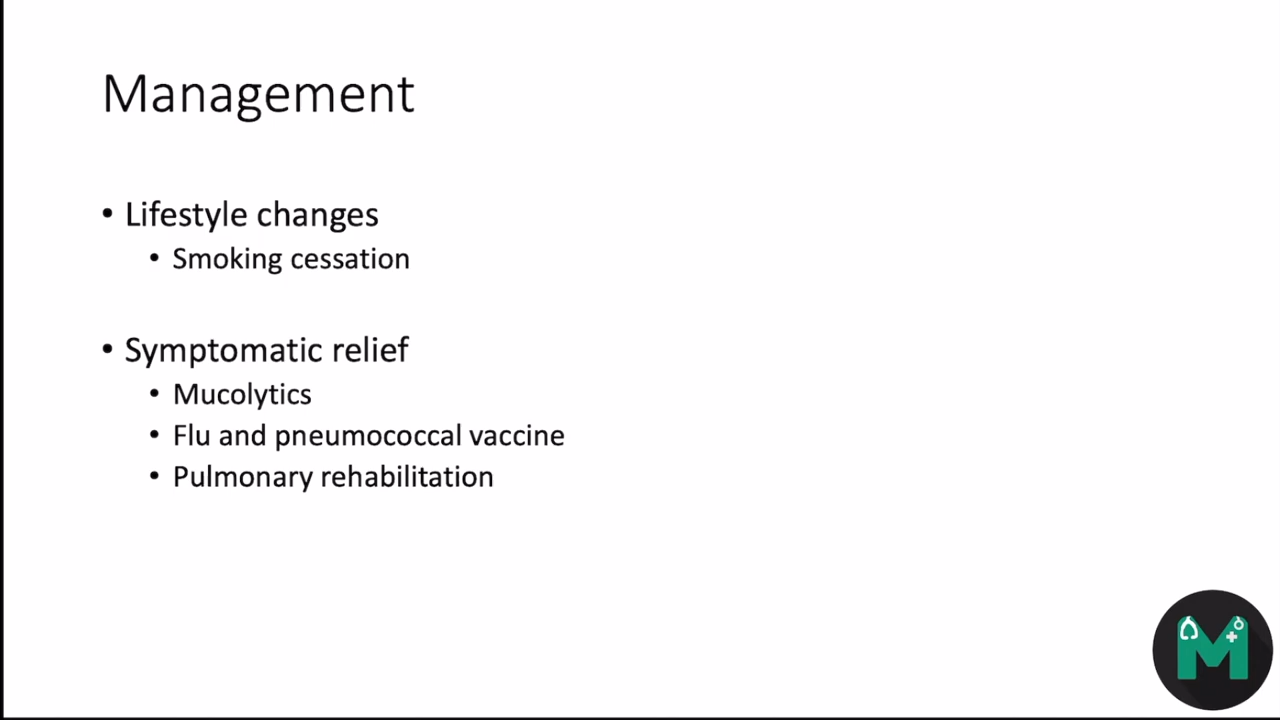 Management
• Lifestyle changes
• Smoking cessation
• Symptomatic relief
• Mucolytics
• Flu and pneumococcal vaccine
• Pulmonary rehabilitation
M